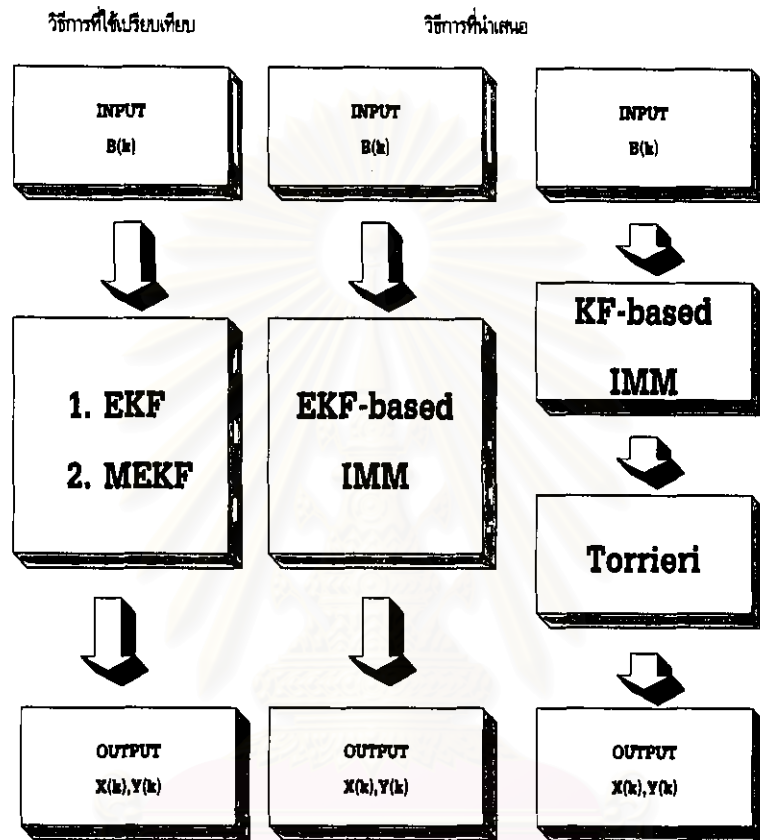 วิธีการที่ใช้เปรียบเทียบ
วิธีการที่นำเสนอ
INPUT
B(k)
1. EKF
2. MEKF
OUTPUT
X(k),Y(k)
INPUT
B(k)
EKF-based
IMM
OUTPUT
X(k),Y(k)
INPUT
B(k)
KF-based
IMM
Torrieri
OUTPUT
X(k),Y(k)